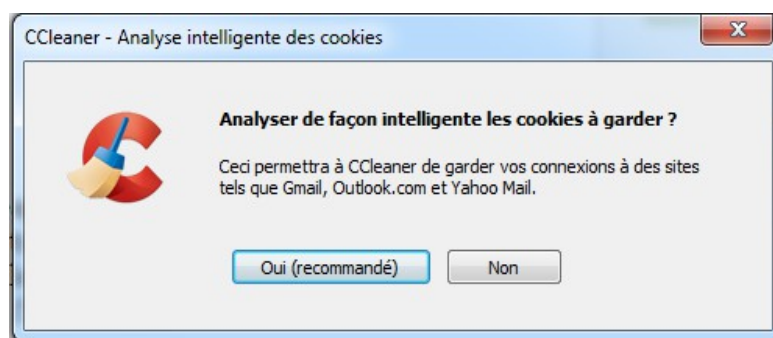 CCleaner - Analyse intelligente des cookies
Analyser de façon intelligente les cookies à garder ?
Ceci permettra à CCleaner de garder vos connexions à des sites
tels que Gmail, Outlook.com et Yahoo Mail.
Oui (recommandé)
Non